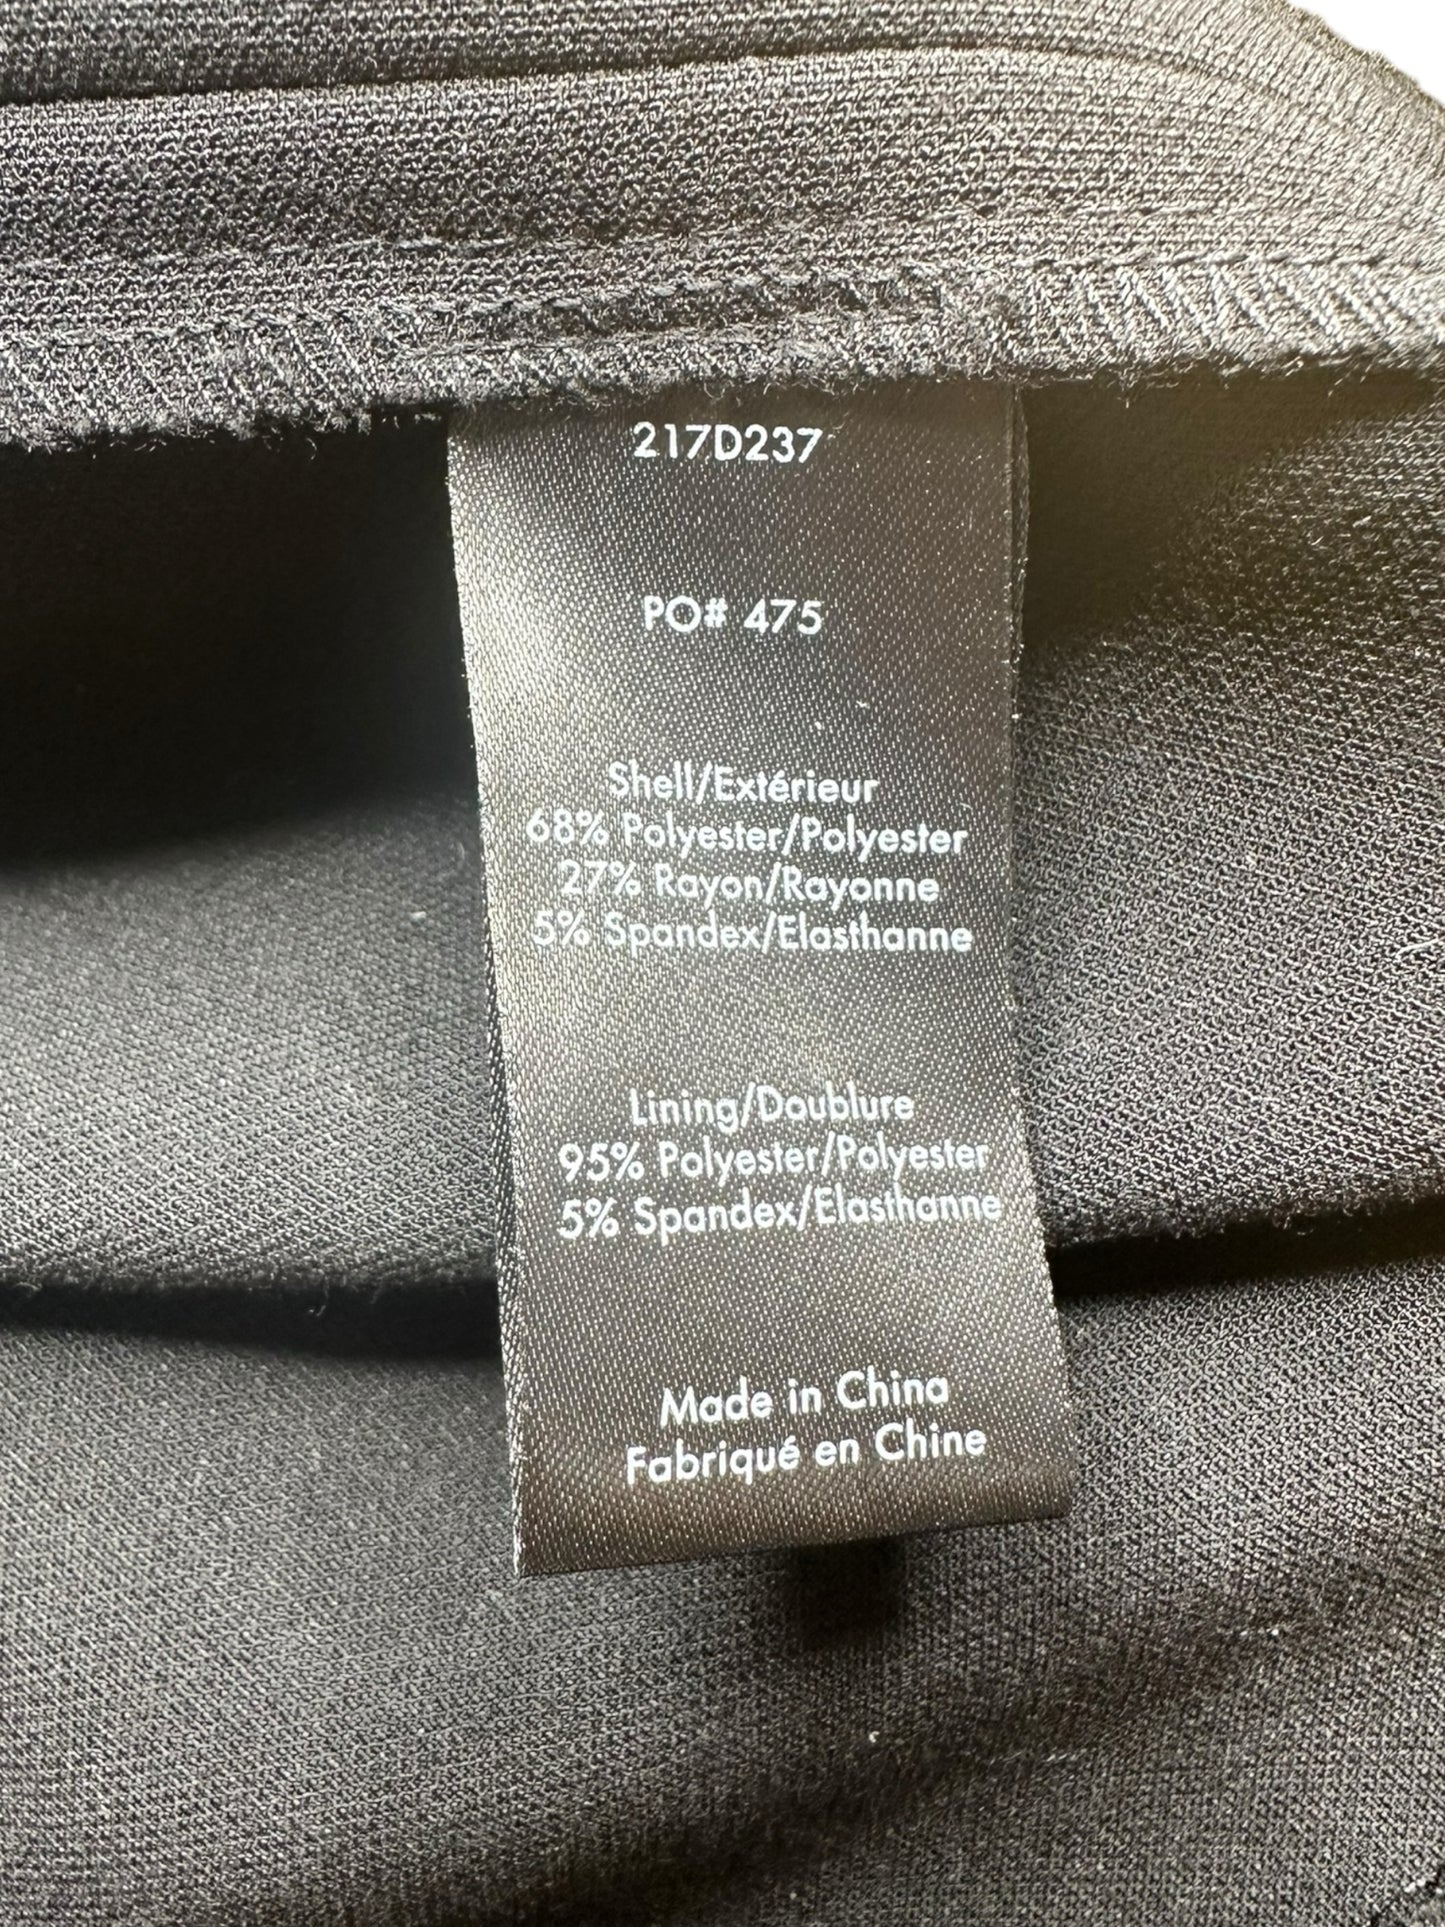 217D237
PO# 475
Shell/Extérieur
68% Polyester/Polyester
27% Rayon/Rayonne
5% Spandex/Elasthanne
Lining/Doublure
95% Polyester/Polyester
5% Spandex/Elasthanne
Made in China
Fabriqué en Chine